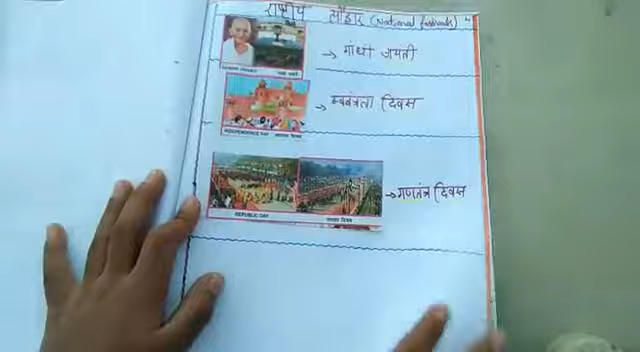 राष्ट्रीय त्यौहार (National festivals)
→ गांधी जयंती
→ स्वतंत्रता दिवस
INDEPENDENCE DAY
→ गणतंत्र दिवस
REPUBLIC DAY